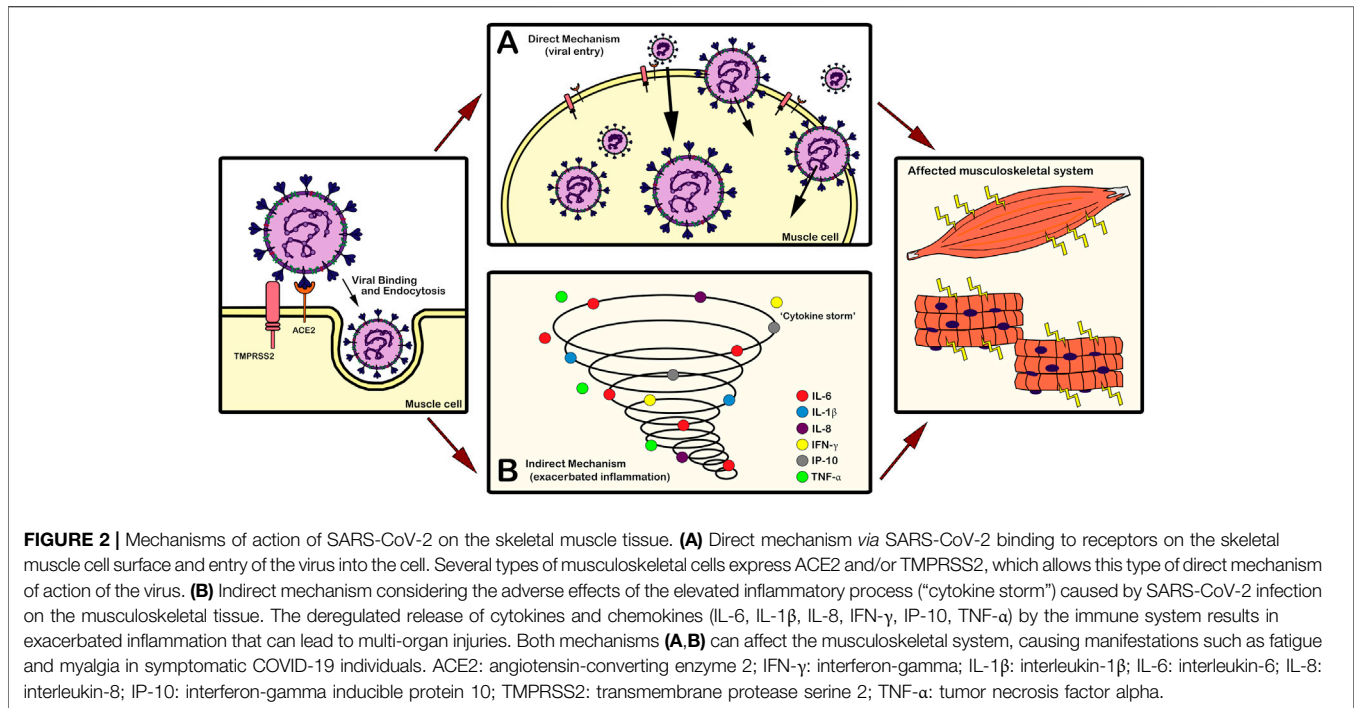 A
Direct Mechanism
(viral entry)
Muscle cell
Viral Binding
and Endocytosis
ACE2
TMPRSS2
Muscle cell
Affected musculoskeletal system
'Cytokine storm'
IL-6
IL-1β
IL-8
IFN-γ
IP-10
TNF-α
B
Indirect Mechanism
(exacerbated inflammation)
FIGURE 2 | Mechanisms of action of SARS-CoV-2 on the skeletal muscle tissue. (A) Direct mechanism via SARS-CoV-2 binding to receptors on the skeletal
muscle cell surface and entry of the virus into the cell. Several types of musculoskeletal cells express ACE2 and/or TMPRSS2, which allows this type of direct mechanism
of action of the virus. (B) Indirect mechanism considering the adverse effects of the elevated inflammatory process (“cytokine storm”) caused by SARS-CoV-2 infection
on the musculoskeletal tissue. The deregulated release of cytokines and chemokines (IL-6, IL-1β, IL-8, IFN-γ, IP-10, TNF-α) by the immune system results in
exacerbated inflammation that can lead to multi-organ injuries. Both mechanisms (A,B) can affect the musculoskeletal system, causing manifestations such as fatigue
and myalgia in symptomatic COVID-19 individuals. ACE2: angiotensin-converting enzyme 2; IFN-γ: interferon-gamma; IL-1β: interleukin-1β; IL-6: interleukin-6; IL-8:
interleukin-8; IP-10: interferon-gamma inducible protein 10; TMPRSS2: transmembrane protease serine 2; TNF-α: tumor necrosis factor alpha.